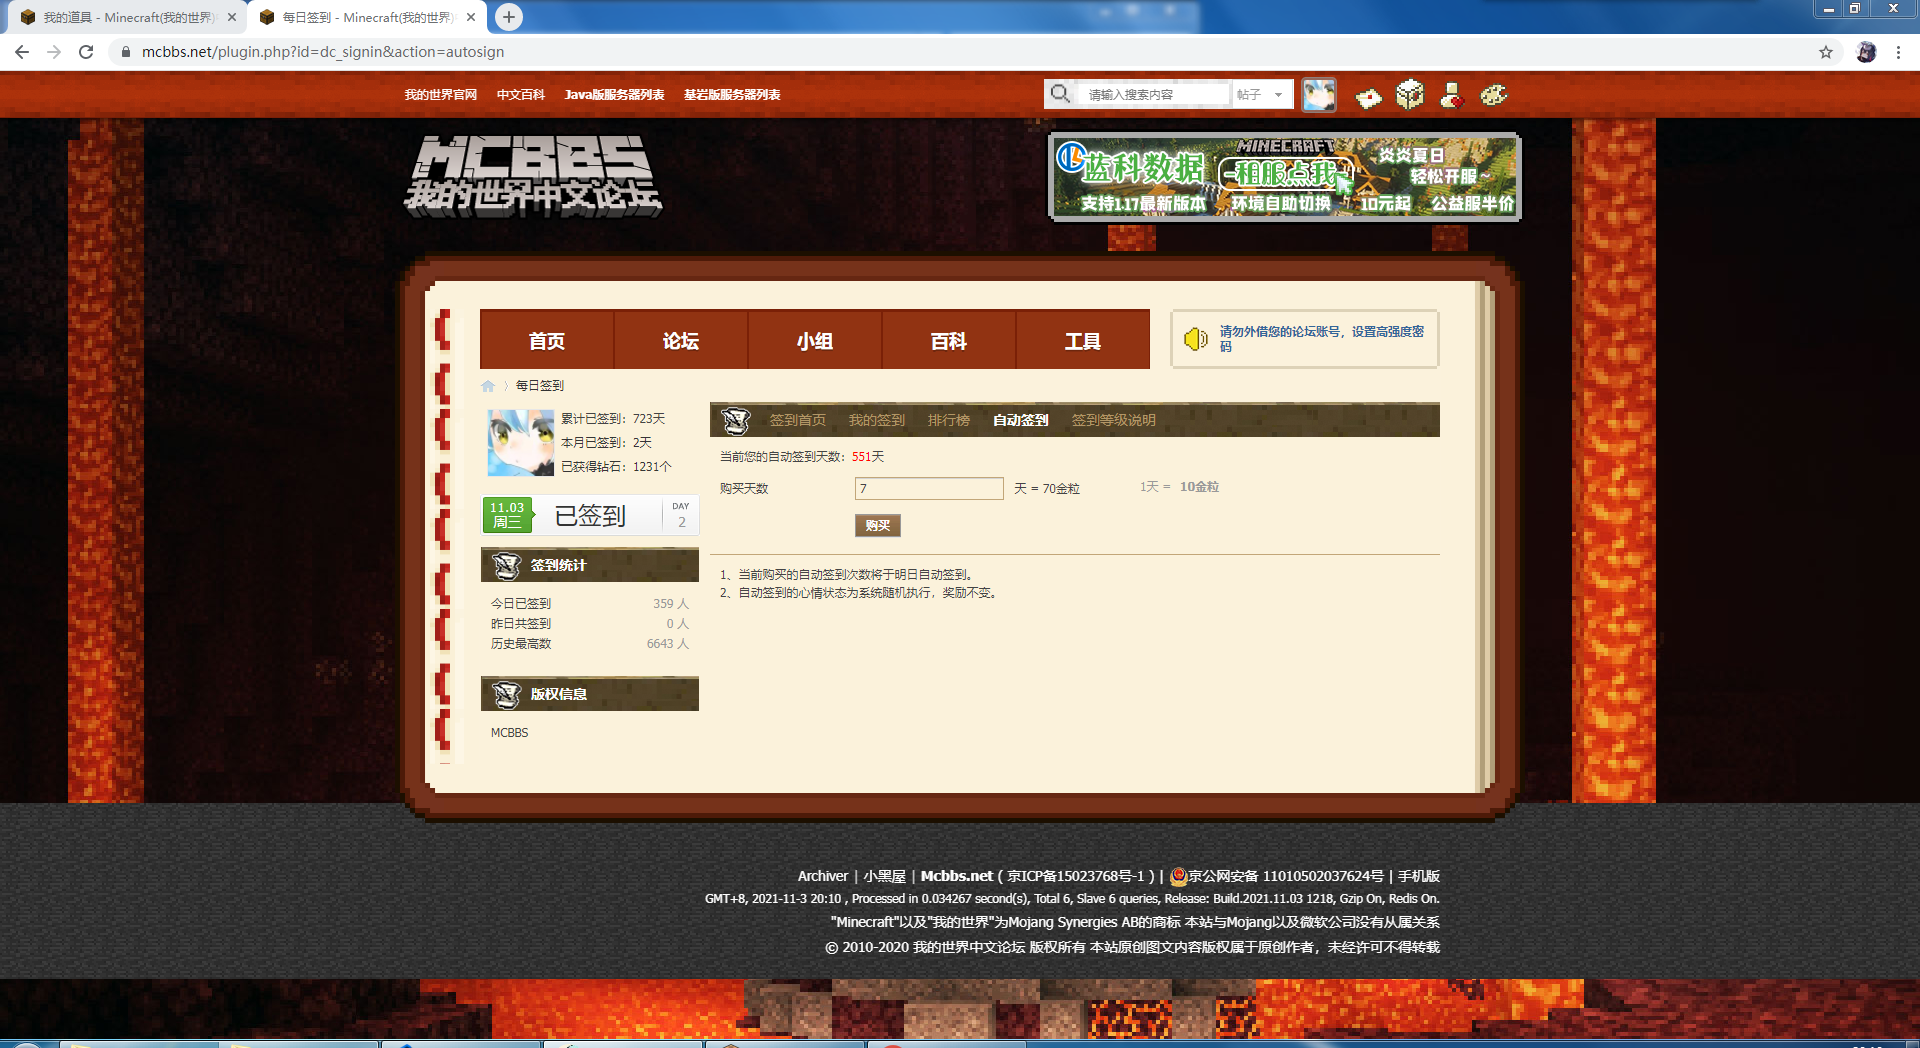 我的道具 - Minecraft(我的世界)
每日签到 - Minecraft(我的世界)
mcbbs.net/plugin.php?id=dc_signin&action=autosign
我的世界官网 中文百科 Java版服务器列表 基岩版服务器列表
请输入搜索内容 帖子
MCBBS
我的世界中文论坛
蓝科数据
MINECRAFT
-租服点我-
炎炎夏日
轻松开服~
支持1.17最新版本 环境自助切换 10元起 公益服半价
首页 论坛 小组 百科 工具
请勿外借您的论坛账号，设置高强度密
码
每日签到
累计已签到：723天
本月已签到：2天
已获得钻石：1231个
11.03
周三
已签到
DAY
2
签到统计
今日已签到 359 人
昨日共签到 0 人
历史最高数 6643 人
版权信息
MCBBS
签到首页 我的签到 排行榜 自动签到 签到等级说明
当前您的自动签到天数：551天
购买天数 7 天 = 70金粒 1天 = 10金粒
购买
1、当前购买的自动签到次数将于明日自动签到。
2、自动签到的心情状态为系统随机执行，奖励不变。
Archiver | 小黑屋 | Mcbbs.net ( 京ICP备15023768号-1 ) | 京公网安备 11010502037624号 | 手机版
GMT+8, 2021-11-3 20:10 , Processed in 0.034267 second(s), Total 6, Slave 6 queries, Release: Build.2021.11.03 1218, Gzip On, Redis On.
"Minecraft"以及"我的世界"为Mojang Synergies AB的商标 本站与Mojang以及微软公司没有从属关系
© 2010-2020 我的世界中文论坛 版权所有 本站原创图文内容版权属于原创作者，未经许可不得转载